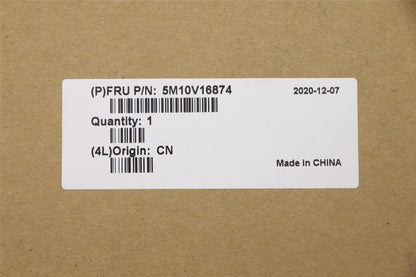 (P)FRU P/N: 5M10V16874 2020-12-07
Quantity: 1
(4L)Origin: CN
Made in CHINA